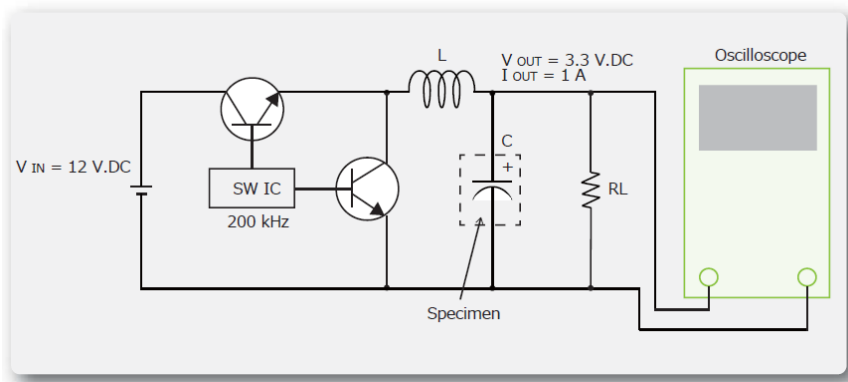 L
V OUT = 3.3 V.DC
I OUT = 1 A
Oscilloscope
V IN = 12 V.DC
C
+
SW IC
200 kHz
RL
Specimen